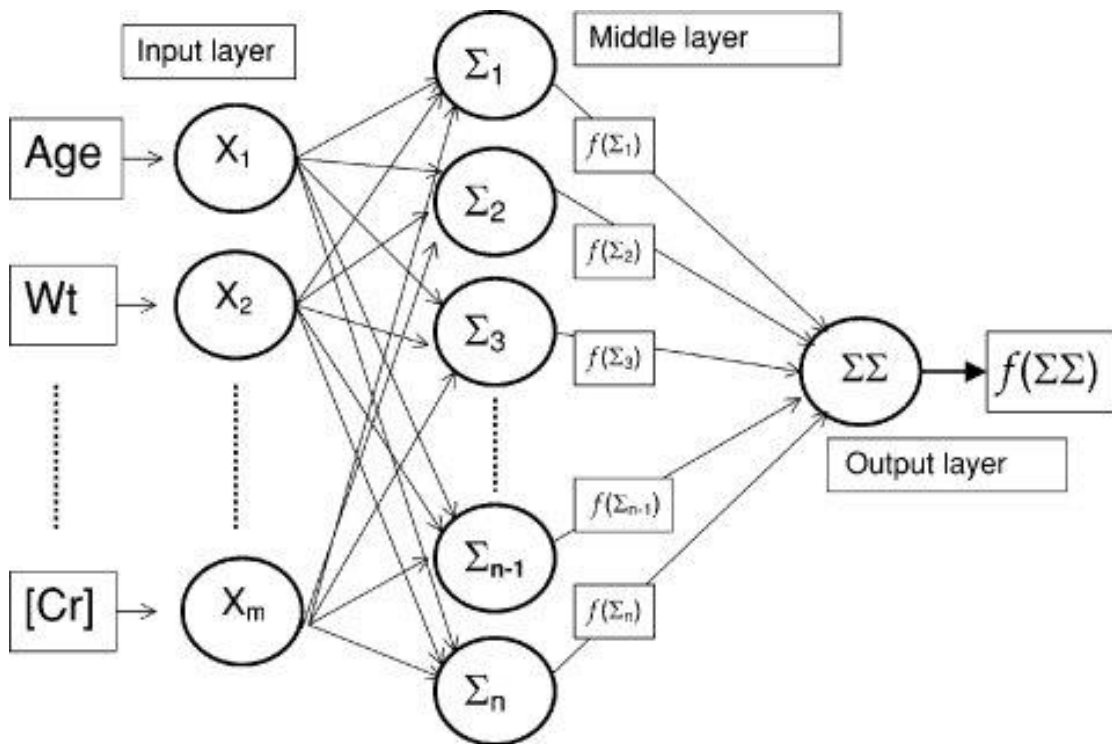 Input layer
Middle layer
Age
X₁
Σ₁
f(Σ₁)
Wt
X₂
Σ₂
f(Σ₂)
Σ₃
f(Σ₃)
ΣΣ
f(ΣΣ)
Output layer
[Cr]
Xₘ
Σₙ₋₁
f(Σₙ₋₁)
Σₙ
f(Σₙ)